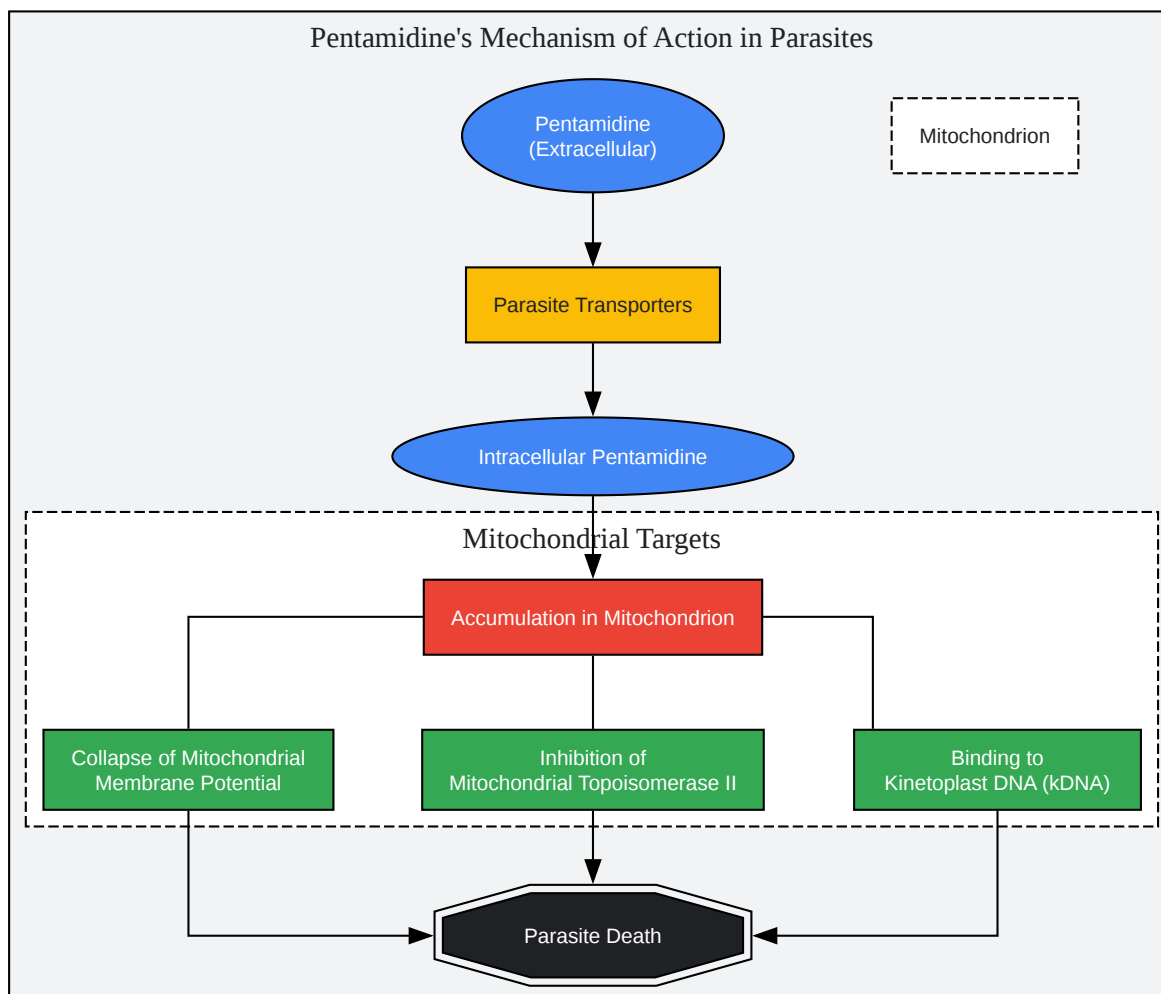 Pentamidine's Mechanism of Action in Parasites
Pentamidine
(Extracellular)
Mitochondrion
Parasite Transporters
Intracellular Pentamidine
Mitochondrial Targets
Accumulation in Mitochondrion
Collapse of Mitochondrial
Membrane Potential
Inhibition of
Mitochondrial Topoisomerase II
Binding to
Kinetoplast DNA (kDNA)
Parasite Death